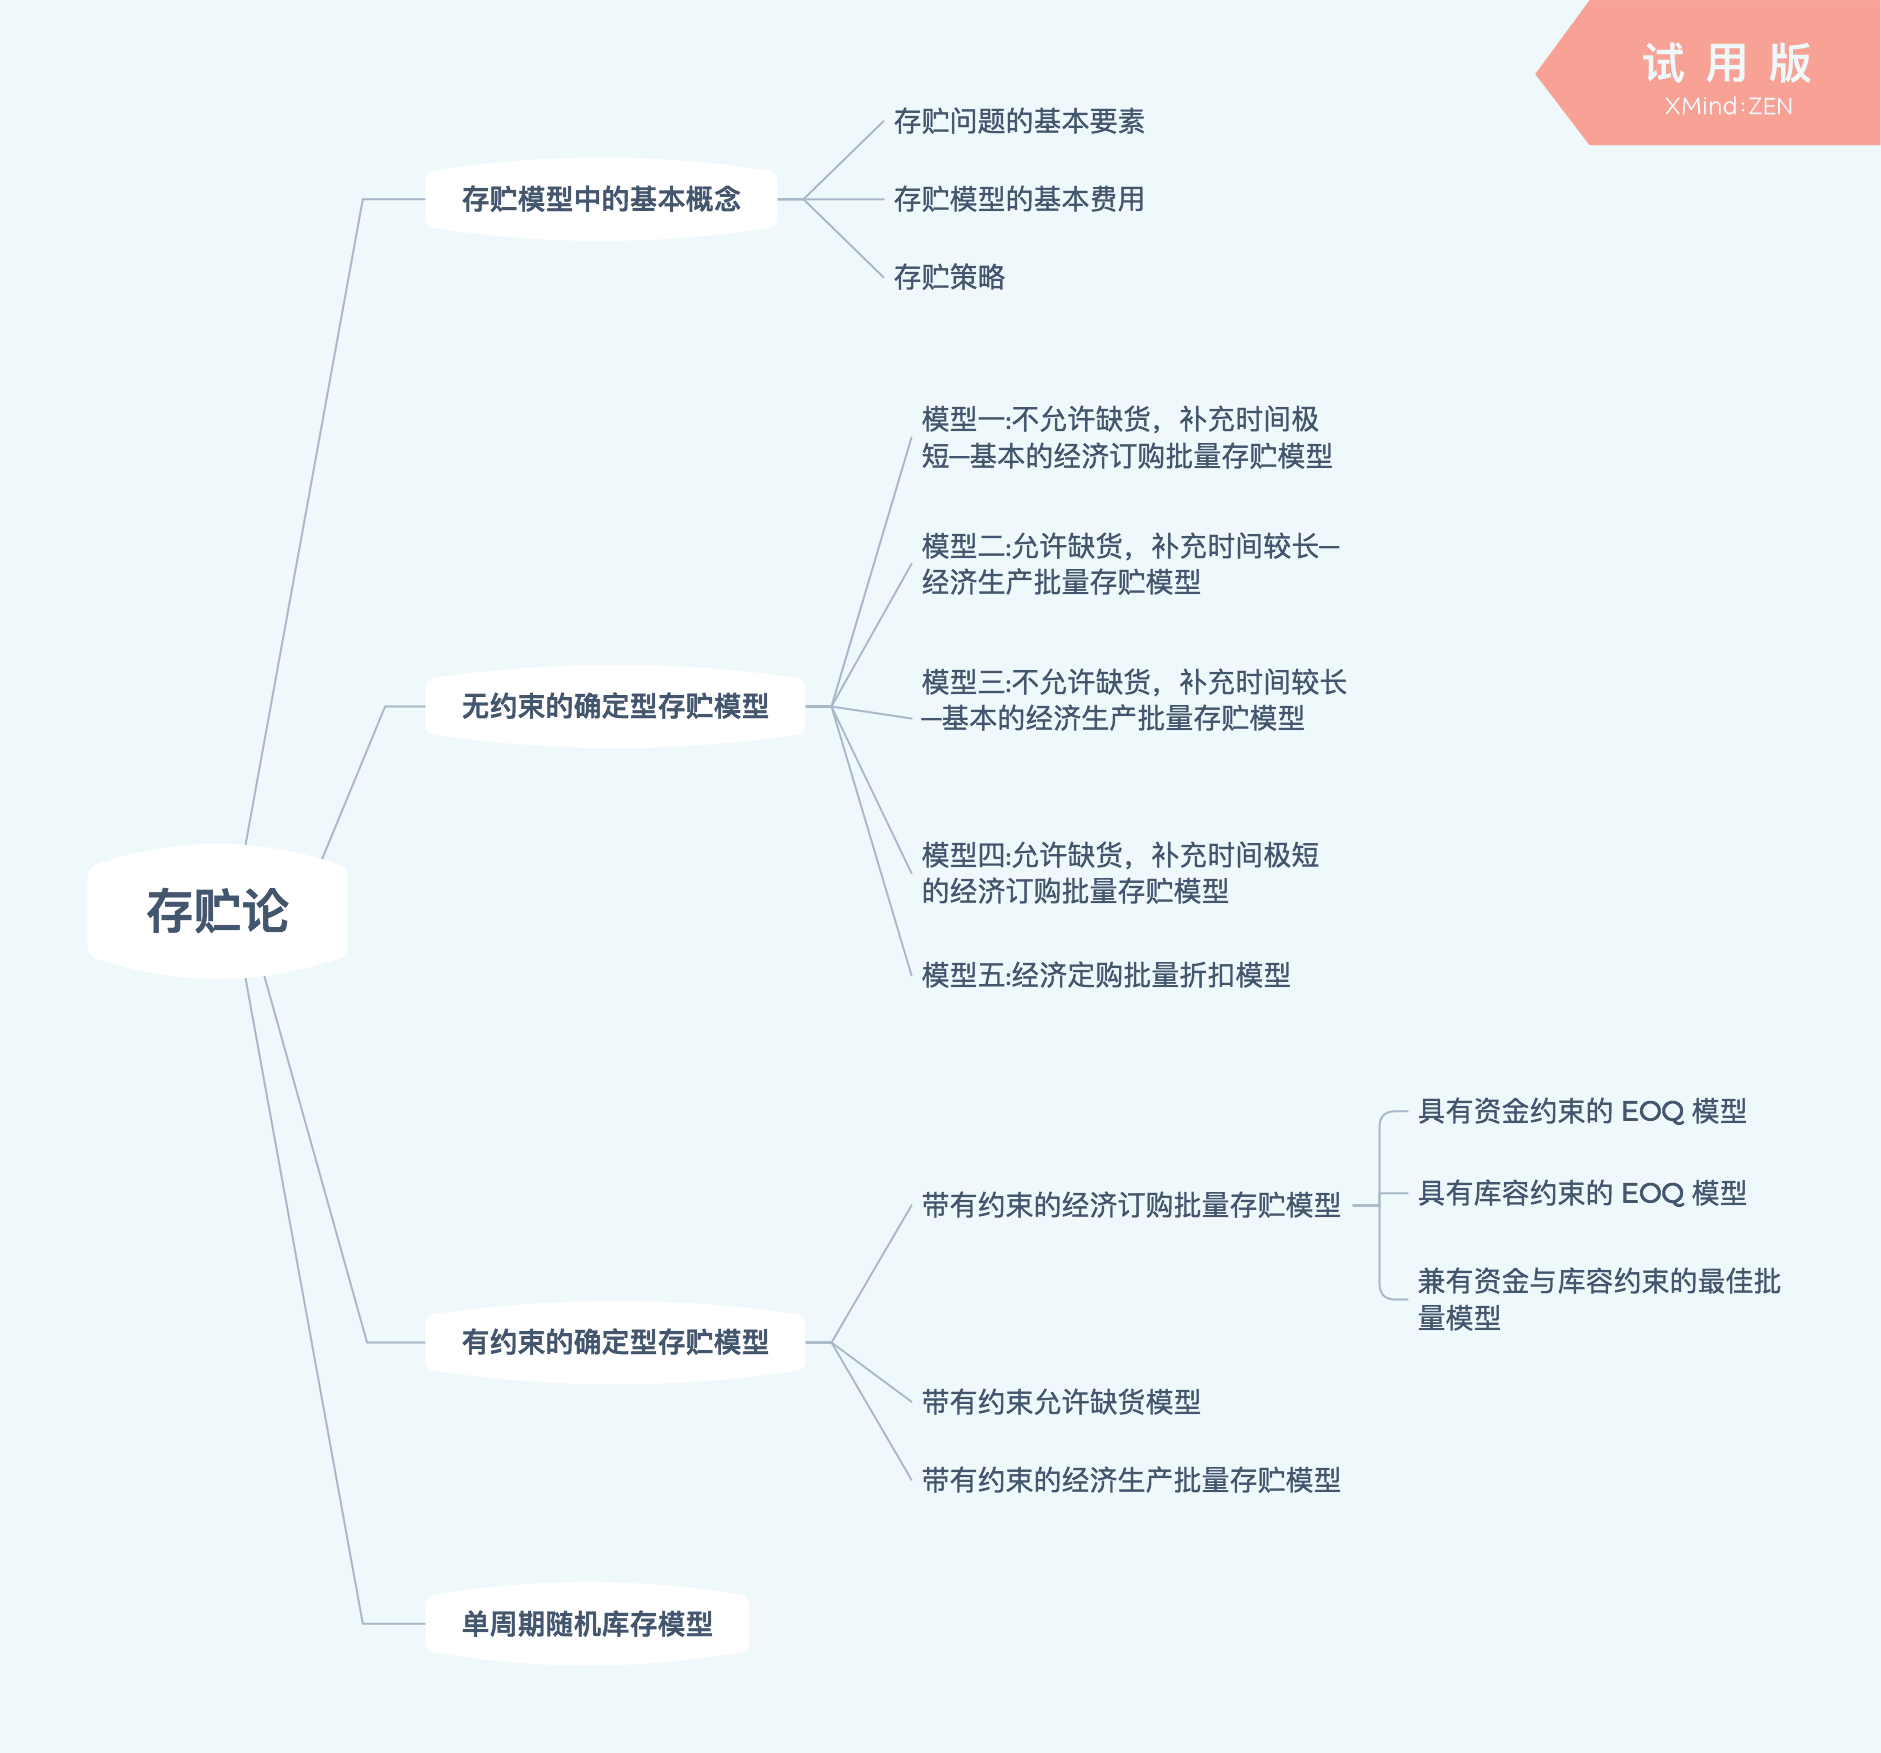 试用版
XMind:ZEN
存贮论
存贮模型中的基本概念
存贮问题的基本要素
存贮模型的基本费用
存贮策略
无约束的确定型存贮模型
模型一:不允许缺货，补充时间极
短—基本的经济订购批量存贮模型
模型二:允许缺货，补充时间较长—
经济生产批量存贮模型
模型三:不允许缺货，补充时间较长
—基本的经济生产批量存贮模型
模型四:允许缺货，补充时间极短
的经济订购批量存贮模型
模型五:经济定购批量折扣模型
有约束的确定型存贮模型
带有约束的经济订购批量存贮模型
具有资金约束的 EOQ 模型
具有库容约束的 EOQ 模型
兼有资金与库容约束的最佳批
量模型
带有约束允许缺货模型
带有约束的经济生产批量存贮模型
单周期随机库存模型